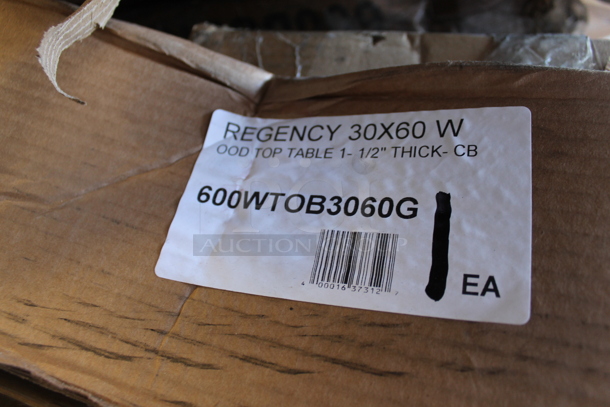 REGENCY 30X60 W
OOD TOP TABLE 1- 1/2" THICK- CB
600WTOB3060G
AUCTION
EA